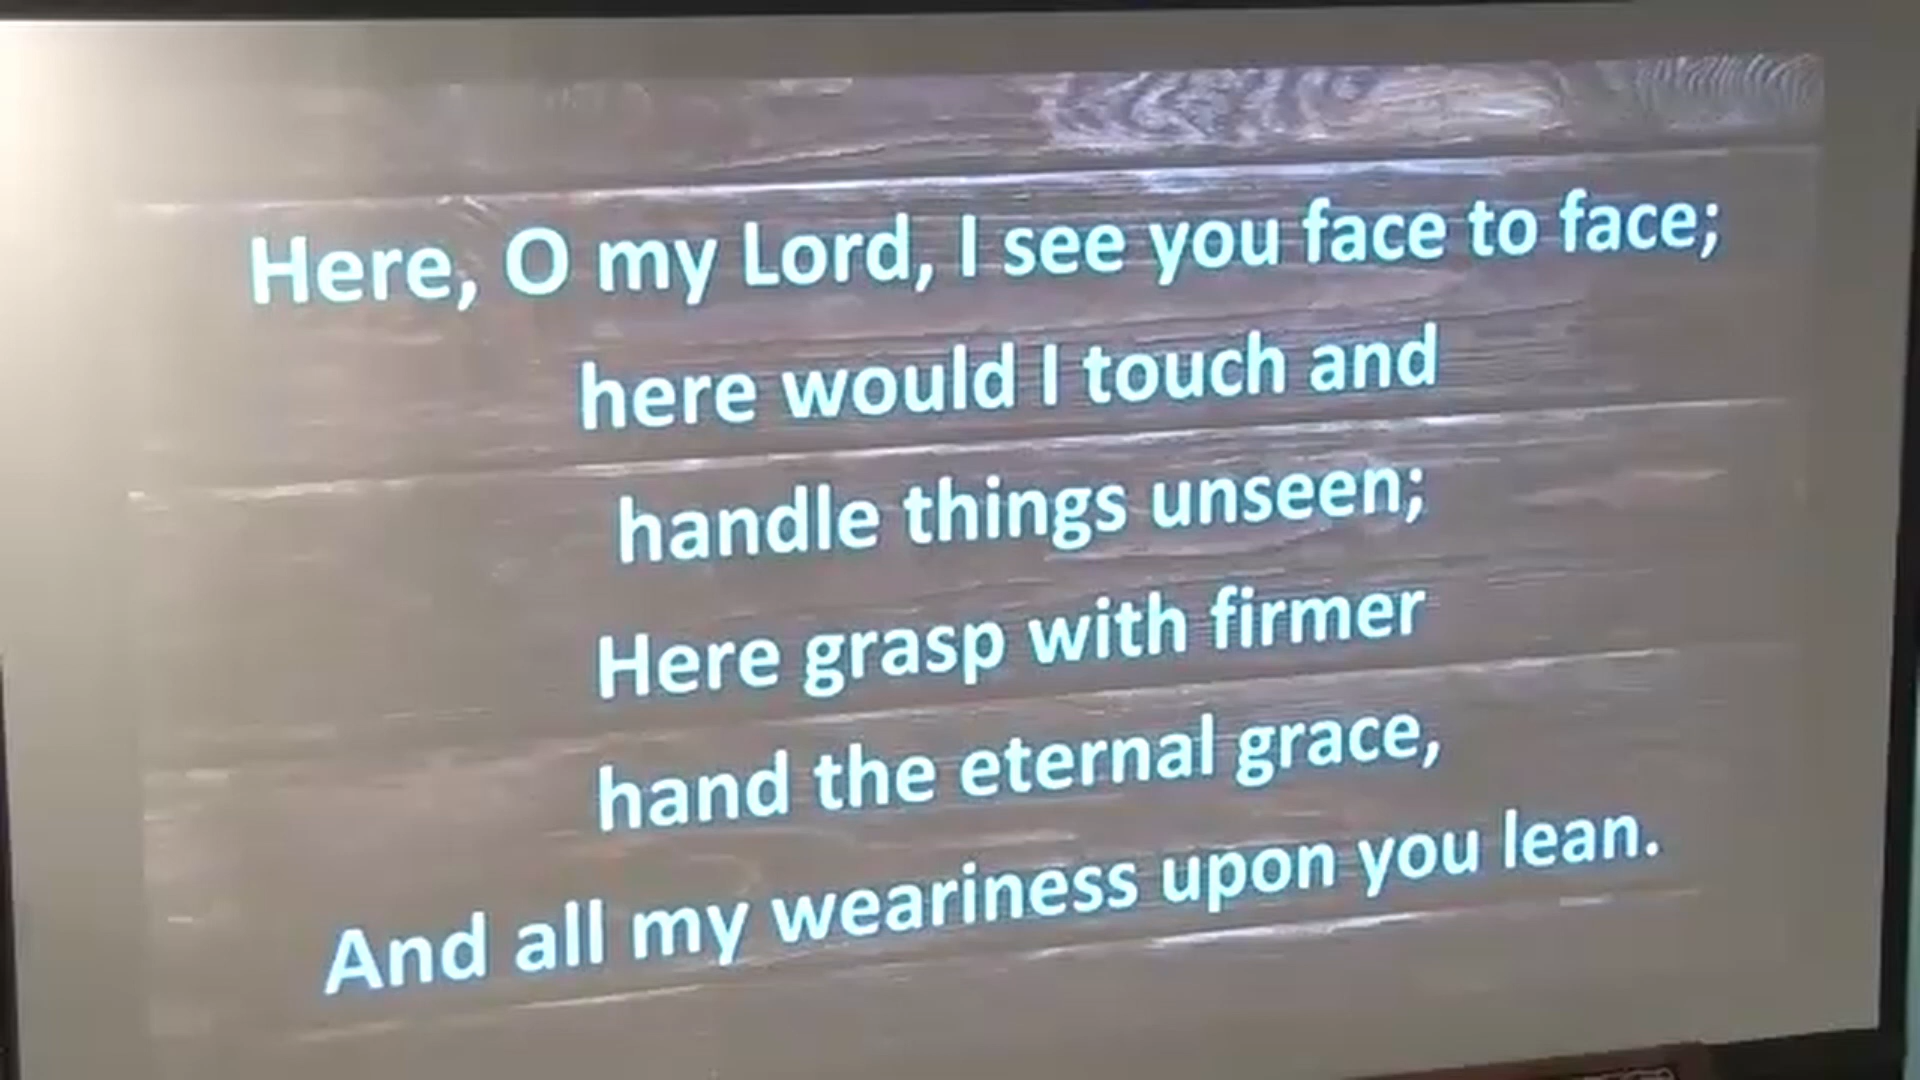 Here, O my Lord, I see you face to face;
here would I touch and
handle things unseen;
Here grasp with firmer
hand the eternal grace,
And all my weariness upon you lean.